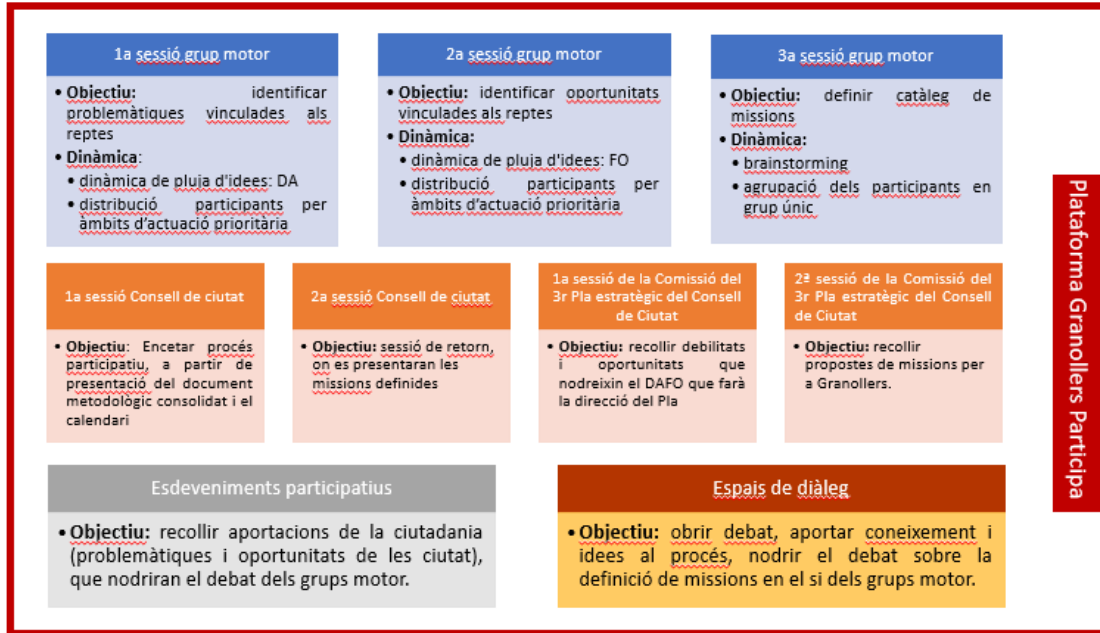 1a sessió grup motor
• Objectiu: identificar
problemàtiques vinculades als
reptes
• Dinàmica:
• dinàmica de pluja d'idees: DA
• distribució participants per
àmbits d'actuació prioritària
2a sessió grup motor
• Objectiu: identificar oportunitats
vinculades als reptes
• Dinàmica:
• dinàmica de pluja d'idees: FO
• distribució participants per
àmbits d'actuació prioritària
3a sessió grup motor
• Objectiu: definir catàleg de
missions
• Dinàmica:
• brainstorming
• agrupació dels participants en
grup únic
1a sessió Consell de ciutat
• Objectiu: Encetar procés
participatiu, a partir de
presentació del document
metodològic consolidat i el
calendari
2a sessió Consell de ciutat
• Objectiu: sessió de retorn,
on es presentaran les
missions definides
1a sessió de la Comissió del
3r Pla estratègic del Consell
de Ciutat
• Objectiu: recollir debilitats
i oportunitats que
nodreixin el DAFO que farà
la direcció del Pla
2ª sessió de la Comissió del
3r Pla estratègic del Consell
de Ciutat
• Objectiu: recollir
propostes de missions per
a Granollers.
Esdeveniments participatius
• Objectiu: recollir aportacions de la ciutadania
(problemàtiques i oportunitats de les ciutat),
que nodriran el debat dels grups motor.
Espais de diàleg
• Objectiu: obrir debat, aportar coneixement i
idees al procés, nodrir el debat sobre la
definició de missions en el si dels grups motor.
Plataforma Granollers Participa